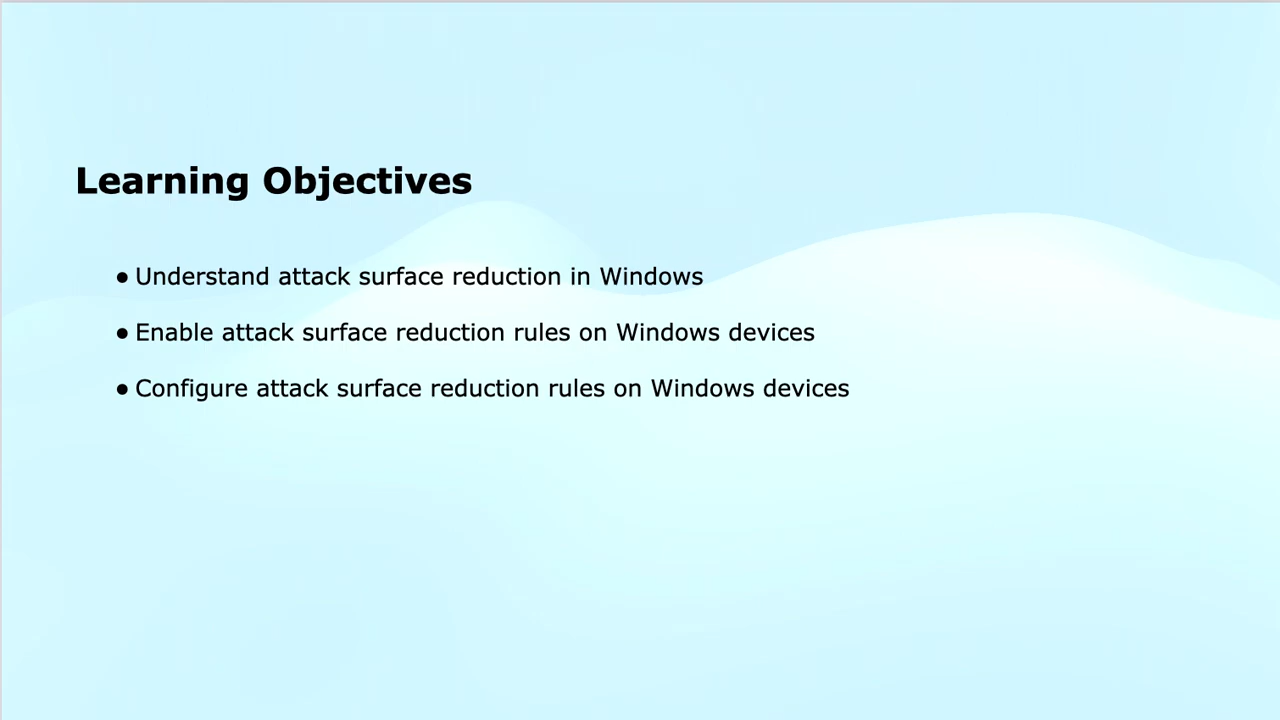 Learning Objectives
● Understand attack surface reduction in Windows
● Enable attack surface reduction rules on Windows devices
● Configure attack surface reduction rules on Windows devices